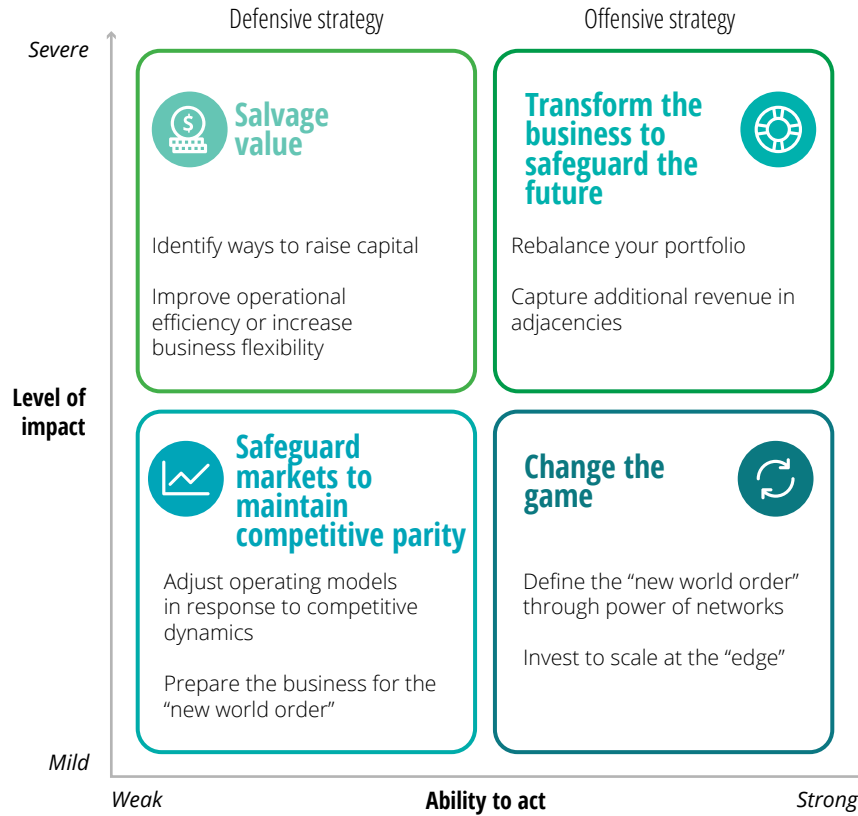 Defensive strategy
Offensive strategy
Severe
$
Salvage
value
Identify ways to raise capital
Improve operational
efficiency or increase
business flexibility
Transform the
business to
safeguard the
future
Rebalance your portfolio
Capture additional revenue in
adjacencies
Level of
impact
Safeguard
markets to
maintain
competitive parity
Adjust operating models
in response to competitive
dynamics
Prepare the business for the
“new world order”
Change the
game
Define the “new world order”
through power of networks
Invest to scale at the “edge”
Mild
Weak
Ability to act
Strong